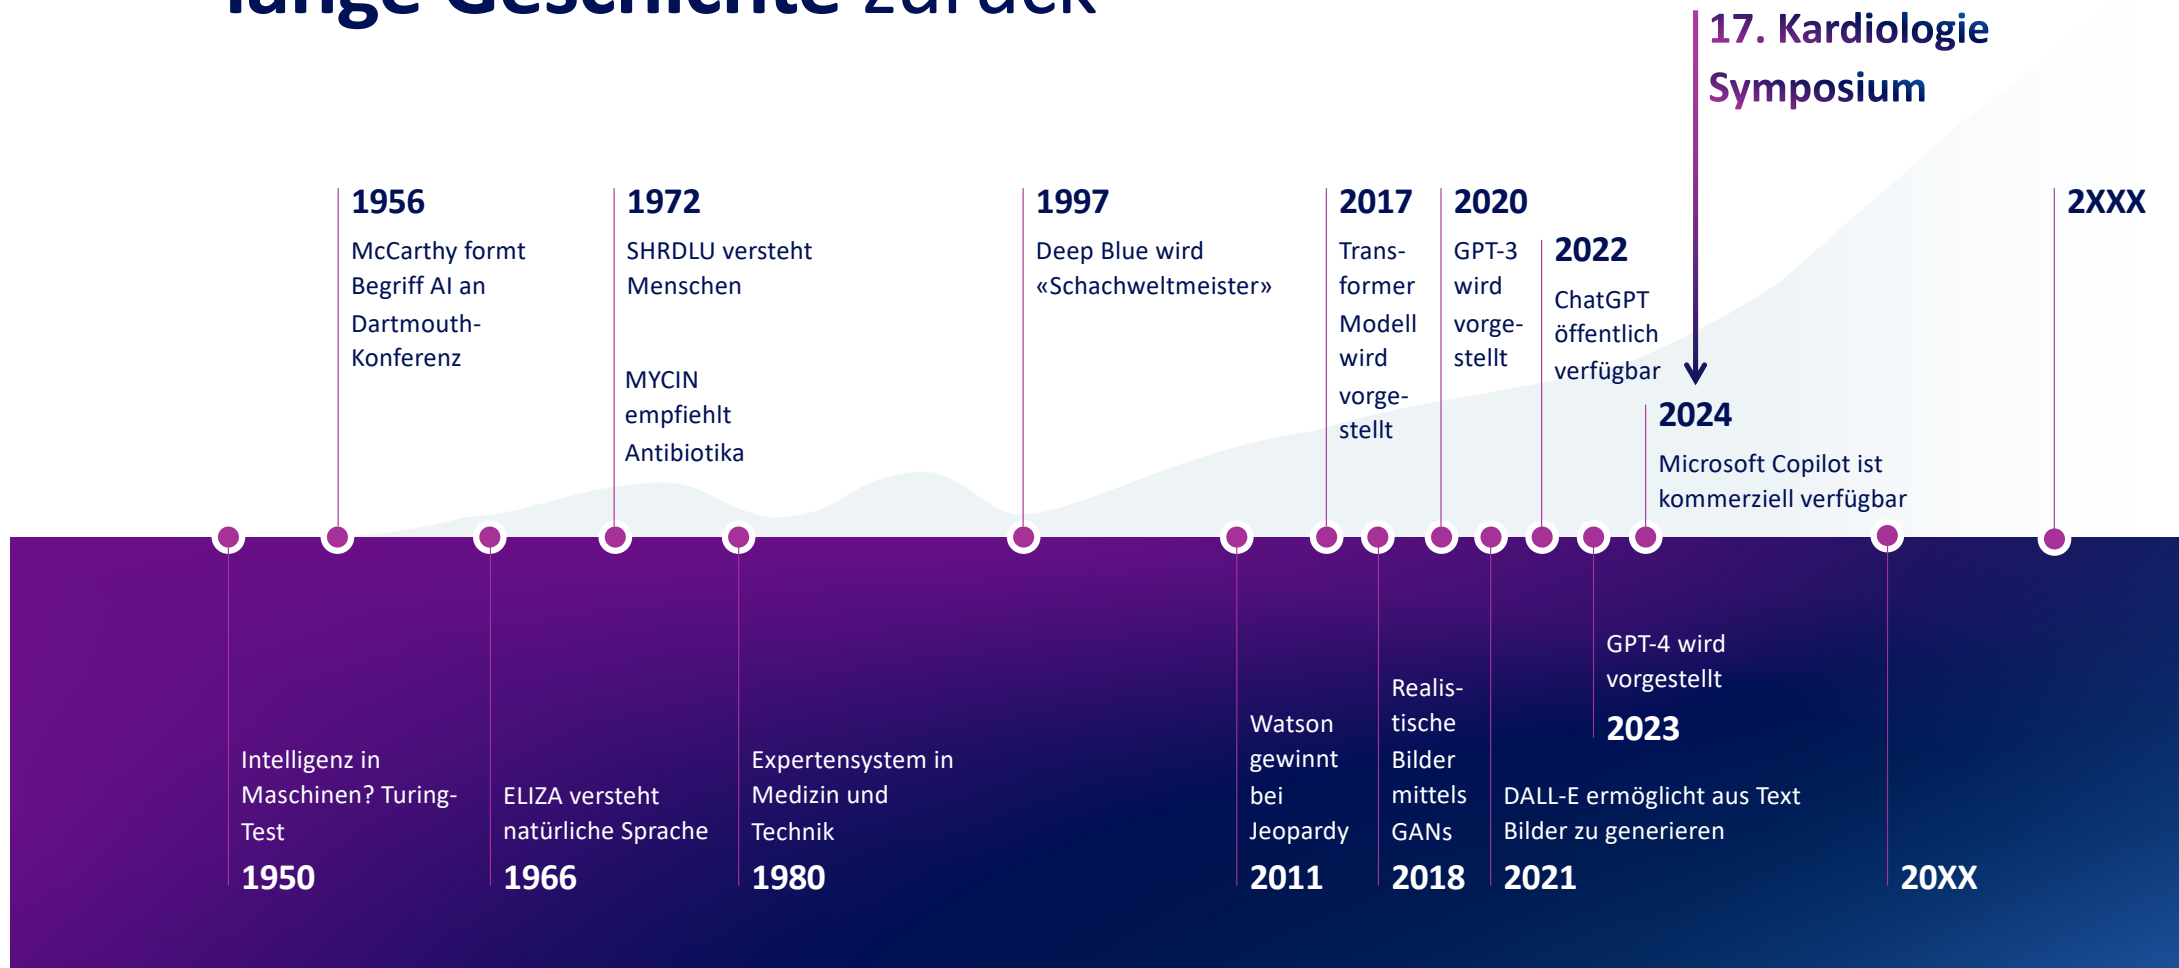 lange Geschichte zurück
17. Kardiologie
Symposium
1956
McCarthy formt
Begriff AI an
Dartmouth-
Konferenz
1972
SHRDLU versteht
Menschen
MYCIN
empfiehlt
Antibiotika
1997
Deep Blue wird
«Schachweltmeister»
2017
Trans-
former
Modell
wird
vorge-
stellt
2020
GPT-3
wird
vorge-
stellt
2022
ChatGPT
öffentlich
verfügbar
2024
Microsoft Copilot ist
kommerziell verfügbar
2XXX
Intelligenz in
Maschinen? Turing-
Test
1950
ELIZA versteht
natürliche Sprache
1966
Expertensystem in
Medizin und
Technik
1980
Watson
gewinnt
bei
Jeopardy
2011
Realis-
tische
Bilder
mittels
GANs
2018
DALL-E ermöglicht aus Text
Bilder zu generieren
2021
GPT-4 wird
vorgestellt
2023
20XX